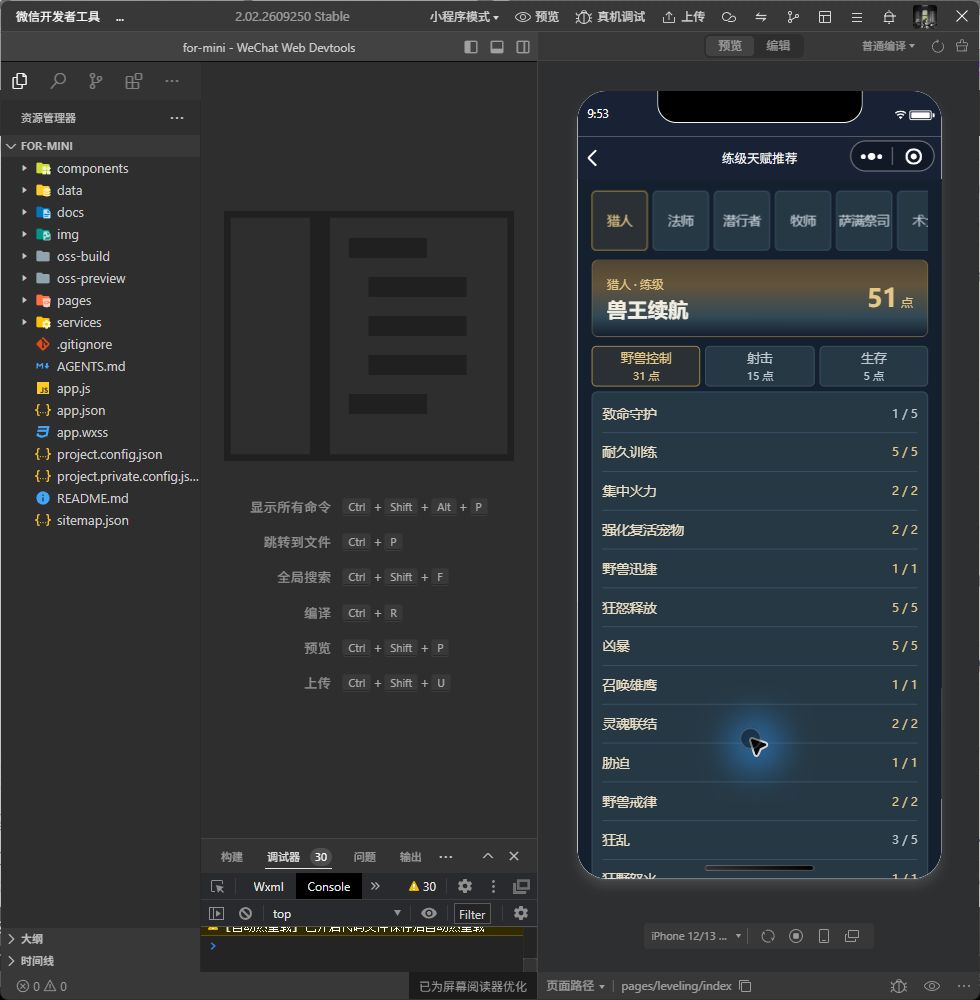 微信开发者工具 ... 2.02.2609250 Stable 小程序模式 预览 真机调试 上传
for-mini - WeChat Web Devtools
预览 编辑 普通编译
资源管理器
FOR-MINI
components
data
docs
img
oss-build
oss-preview
pages
services
.gitignore
AGENTS.md
app.js
app.json
app.wxss
project.config.json
project.private.config.js...
README.md
sitemap.json
大纲
时间线
0 0
显示所有命令 Ctrl + Shift + Alt + P
跳转到文件 Ctrl + P
全局搜索 Ctrl + Shift + F
编译 Ctrl + R
预览 Ctrl + Shift + P
上传 Ctrl + Shift + U
构建 调试器 30 问题 输出
Wxml Console 30
top Filter
已为屏幕阅读器优化
9:53
练级天赋推荐
猎人 法师 潜行者 牧师 萨满祭司
猎人 · 练级
兽王续航
51 点
野兽控制 射击 生存
31 点 15 点 5 点
致命守护 1 / 5
耐久训练 5 / 5
集中火力 2 / 2
强化复活宠物 2 / 2
野兽迅捷 1 / 1
狂怒释放 5 / 5
凶暴 5 / 5
召唤雄鹰 1 / 1
灵魂联结 2 / 2
胁迫 1 / 1
野兽戒律 2 / 2
狂乱 3 / 5
iPhone 12/13 ...
页面路径 pages/leveling/index